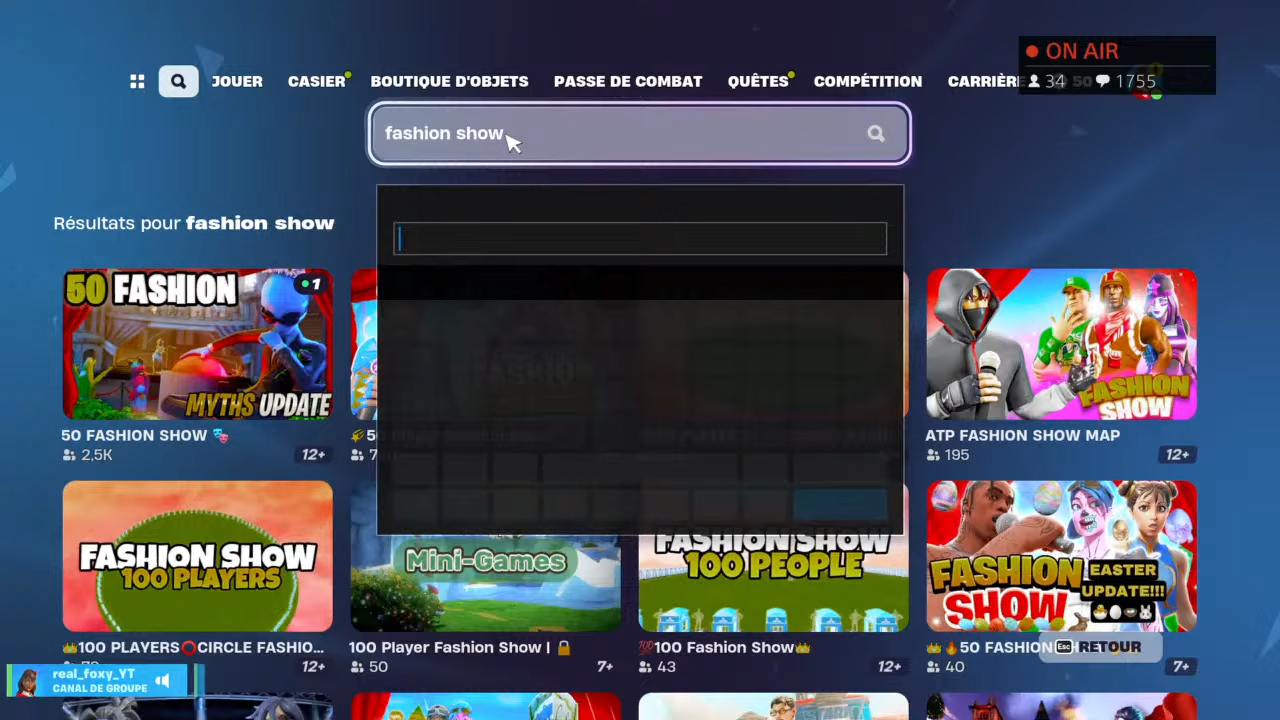 ON AIR
34 1755
JOUER CASIER BOUTIQUE D'OBJETS PASSE DE COMBAT QUÊTES COMPÉTITION CARRIÈRE 50
fashion show
Résultats pour fashion show
50 FASHION
1
MYTHS UPDATE
FASHION
SHOW
50 FASHION SHOW 🎭
2,5K 12+
ATP FASHION SHOW MAP
195 12+
FASHION SHOW
100 PLAYERS
Mini-Games
FASHION SHOW
100 PEOPLE
FASHION
SHOW
EASTER
UPDATE!!!
👑100 PLAYERS⭕CIRCLE FASHIO...
12+
100 Player Fashion Show | 🔒
50 7+
💯100 Fashion Show👑
43 12+
👑🔥50 FASHION
40 7+
Esc RETOUR
real_foxy_YT
CANAL DE GROUPE